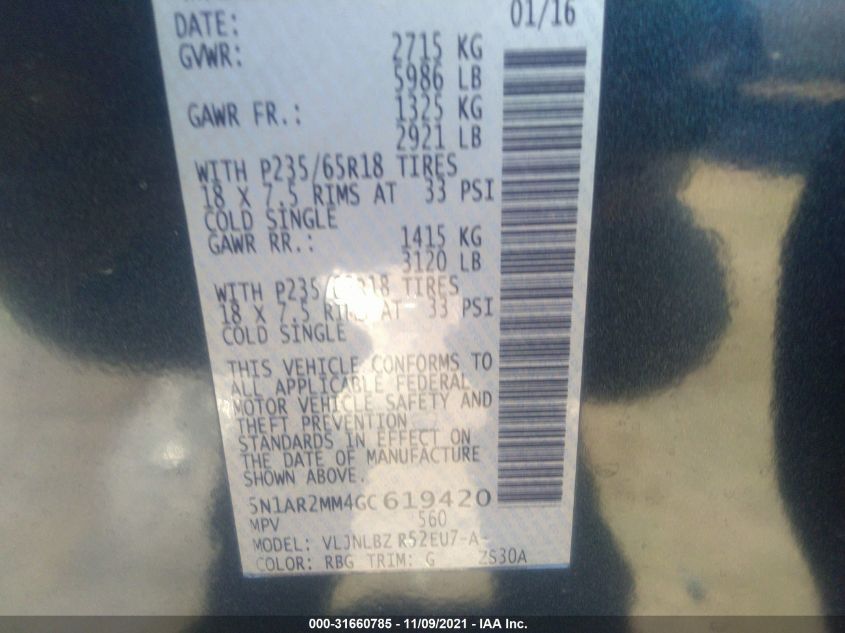 DATE: 01/16
GVWR: 2715 KG
5986 LB
GAWR FR.: 1325 KG
2921 LB
WITH P235/65R18 TIRES
18 X 7.5 RIMS AT 33 PSI
COLD SINGLE
GAWR RR.: 1415 KG
3120 LB
WITH TIRES
18 X 7.5 RIMS AT 33 PSI
COLD SINGLE
THIS VEHICLE CONFORMS TO
ALL APPLICABLE FEDERAL
MOTOR VEHICLE SAFETY AND
THEFT PREVENTION
STANDARDS IN EFFECT ON
THE DATE OF MANUFACTURE
SHOWN ABOVE.
5N1AR2MM4GC619420
MPV 560
MODEL: VLJNLBZ R52EU7-A-
COLOR: RBG TRIM: G ZS30A
000-31660785 - 11/09/2021 - IAA Inc.